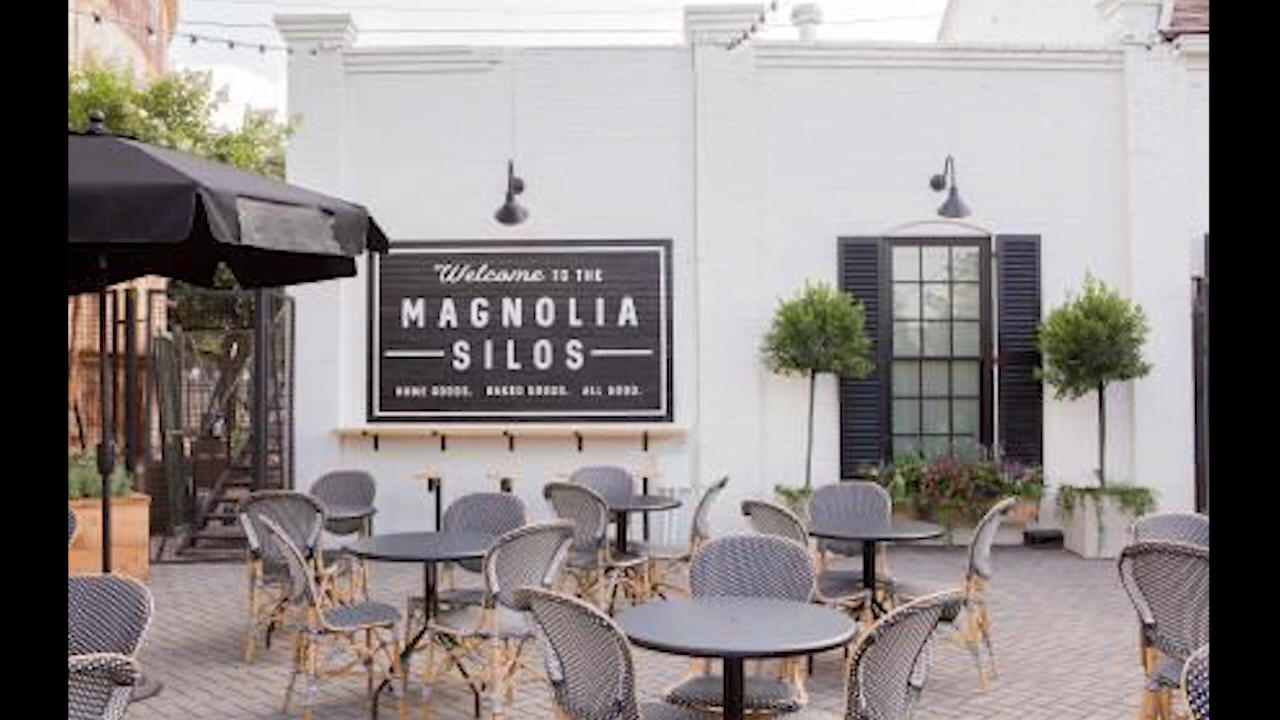 Welcome TO THE
MAGNOLIA
SILOS
HOME GOODS. BAKED GOODS. ALL GOOD.